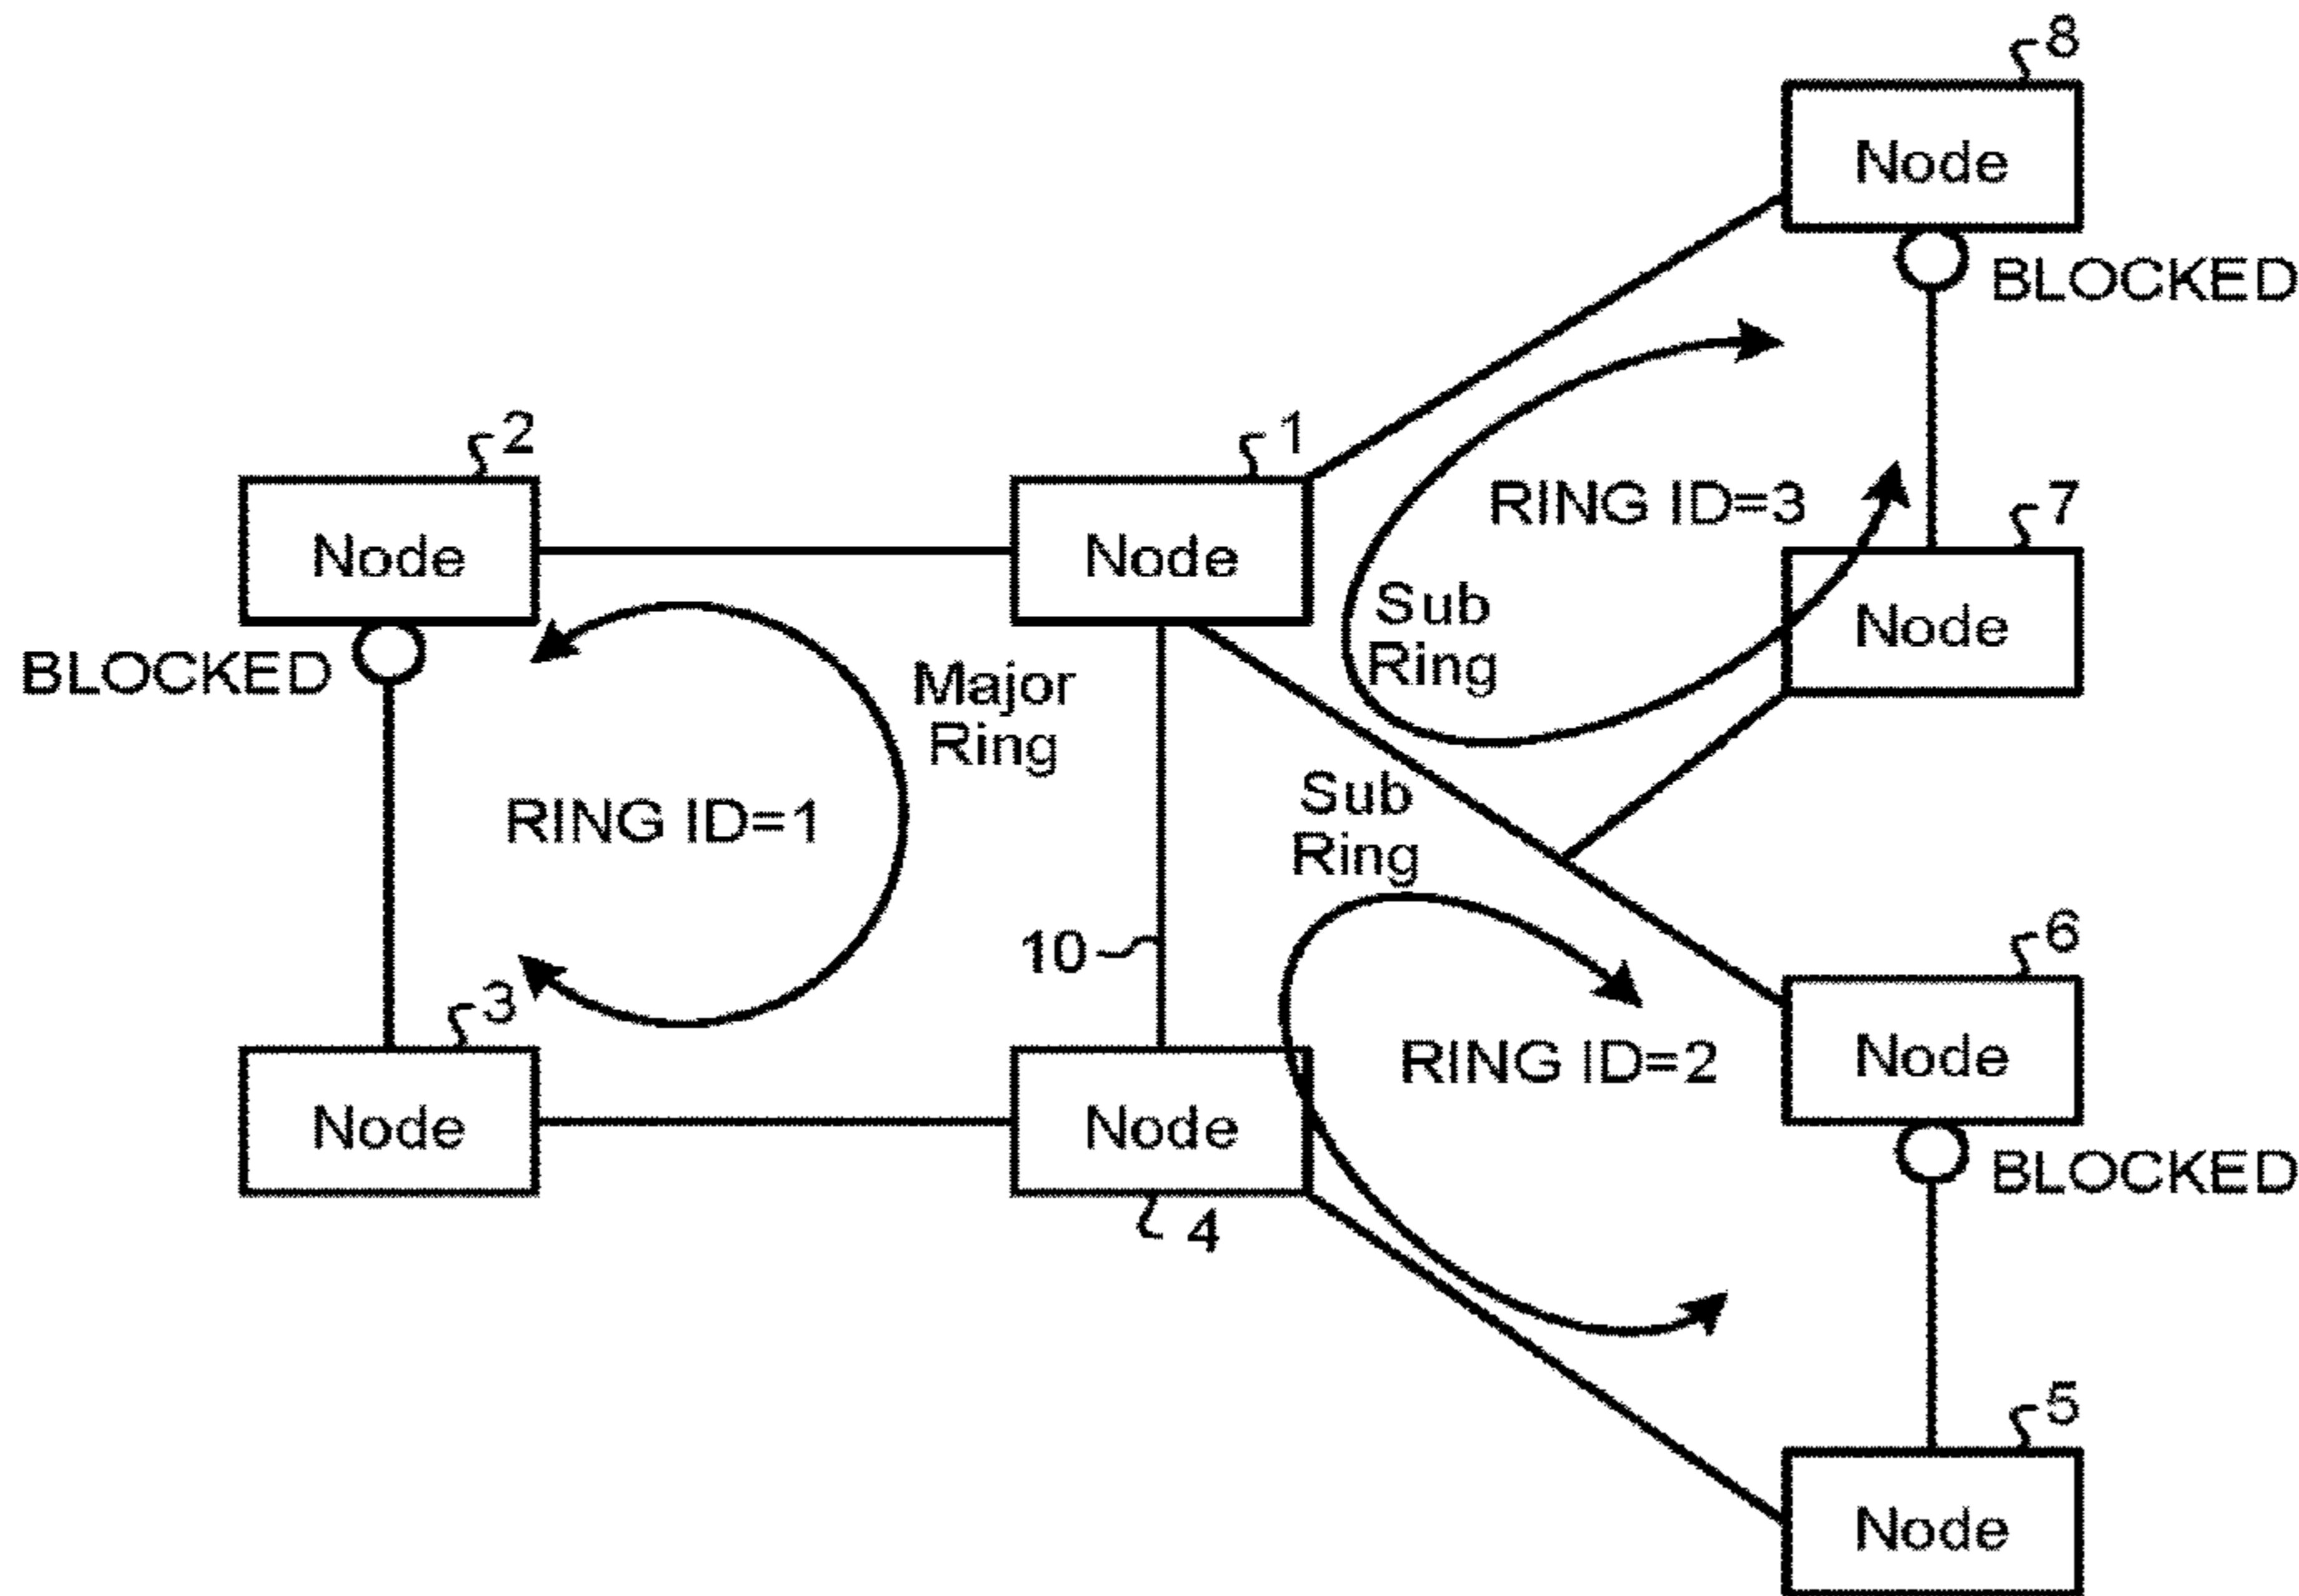 8
Node
BLOCKED
2
1
RING ID=3
7
Node
Node
Sub
Ring
Node
BLOCKED
Major
Ring
Sub
Ring
RING ID=1
10
6
3
RING ID=2
Node
Node
Node
BLOCKED
4
5
Node